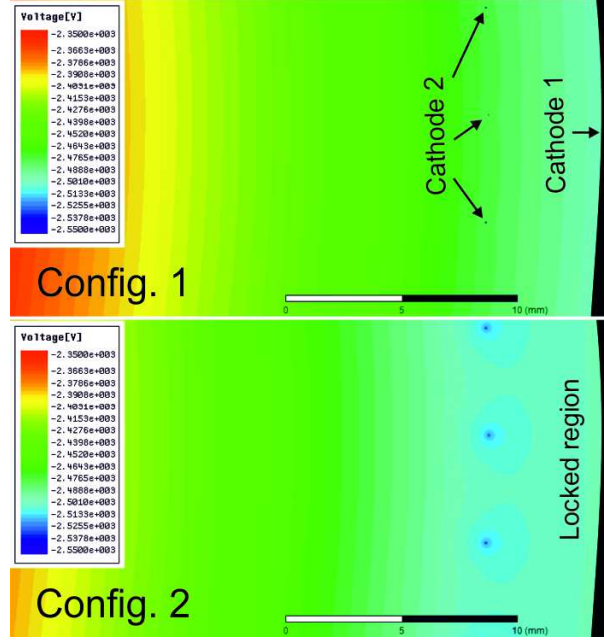 Voltage[V]
-2.3500e+003
-2.3663e+003
-2.3786e+003
-2.3908e+003
-2.4031e+003
-2.4153e+003
-2.4276e+003
-2.4398e+003
-2.4520e+003
-2.4643e+003
-2.4765e+003
-2.4888e+003
-2.5010e+003
-2.5133e+003
-2.5255e+003
-2.5378e+003
-2.5500e+003
Cathode 2
Cathode 1
Config. 1
0
5
10 (mm)
Voltage[V]
-2.3500e+003
-2.3663e+003
-2.3786e+003
-2.3908e+003
-2.4031e+003
-2.4153e+003
-2.4276e+003
-2.4398e+003
-2.4520e+003
-2.4643e+003
-2.4765e+003
-2.4888e+003
-2.5010e+003
-2.5133e+003
-2.5255e+003
-2.5378e+003
-2.5500e+003
Locked region
Config. 2
0
5
10 (mm)